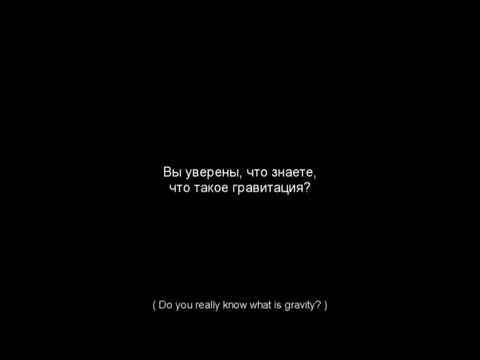 Вы уверены, что знаете,
что такое гравитация?
( Do you really know what is gravity? )